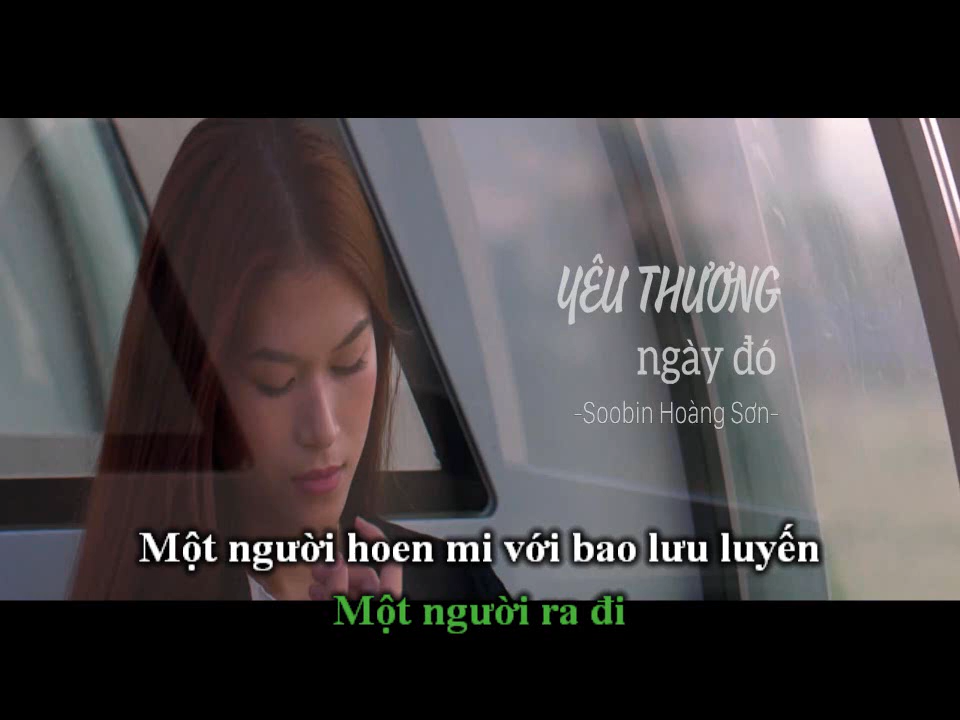 YÊU THƯƠNG
ngày đó
-Soobin Hoàng Sơn-
Một người hoen mi với bao lưu luyến
Một người ra đi